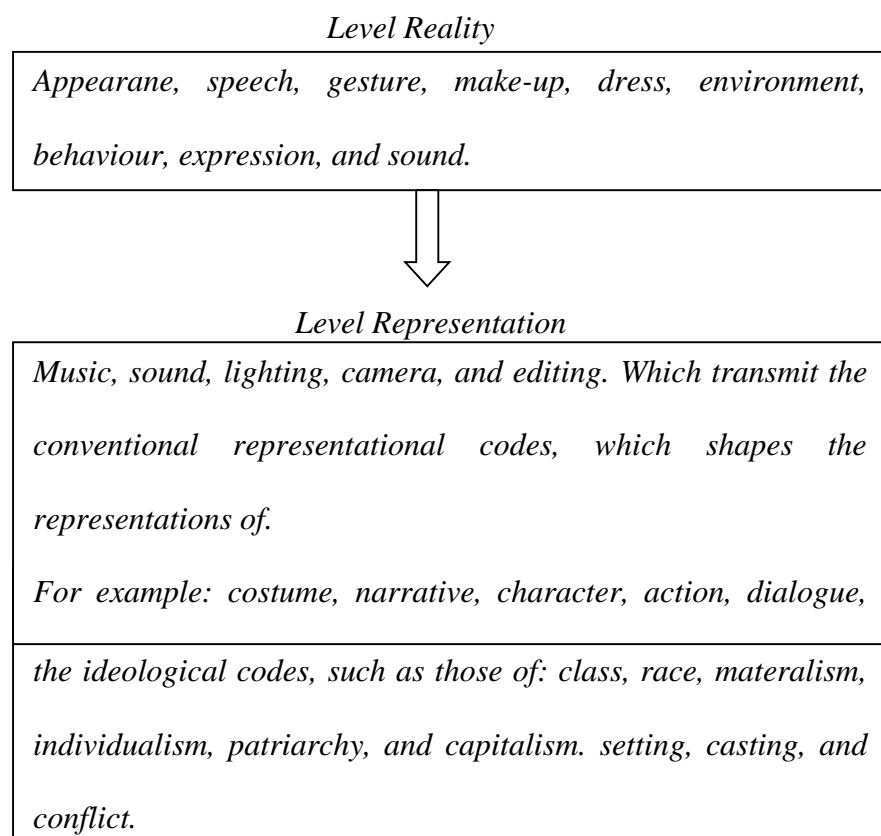 Level Reality
Appearane, speech, gesture, make-up, dress, environment,
behaviour, expression, and sound.
Level Representation
Music, sound, lighting, camera, and editing. Which transmit the
conventional representational codes, which shapes the
representations of.
For example: costume, narrative, character, action, dialogue,
the ideological codes, such as those of: class, race, materalism,
individualism, patriarchy, and capitalism. setting, casting, and
conflict.